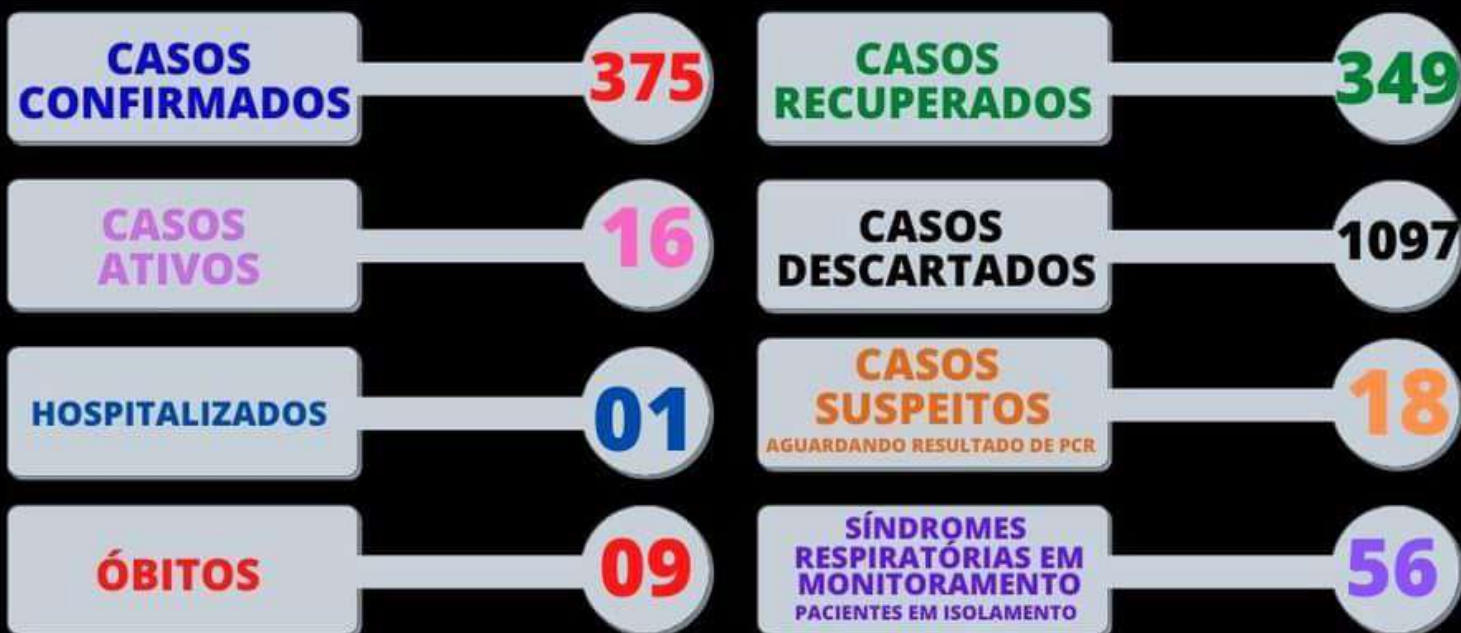 CASOS
CONFIRMADOS
375
CASOS
RECUPERADOS
349
CASOS
ATIVOS
16
CASOS
DESCARTADOS
1097
HOSPITALIZADOS
01
CASOS
SUSPEITOS
AGUARDANDO RESULTADO DE PCR
18
ÓBITOS
09
SÍNDROMES
RESPIRATÓRIAS EM
MONITORAMENTO
PACIENTES EM ISOLAMENTO
56